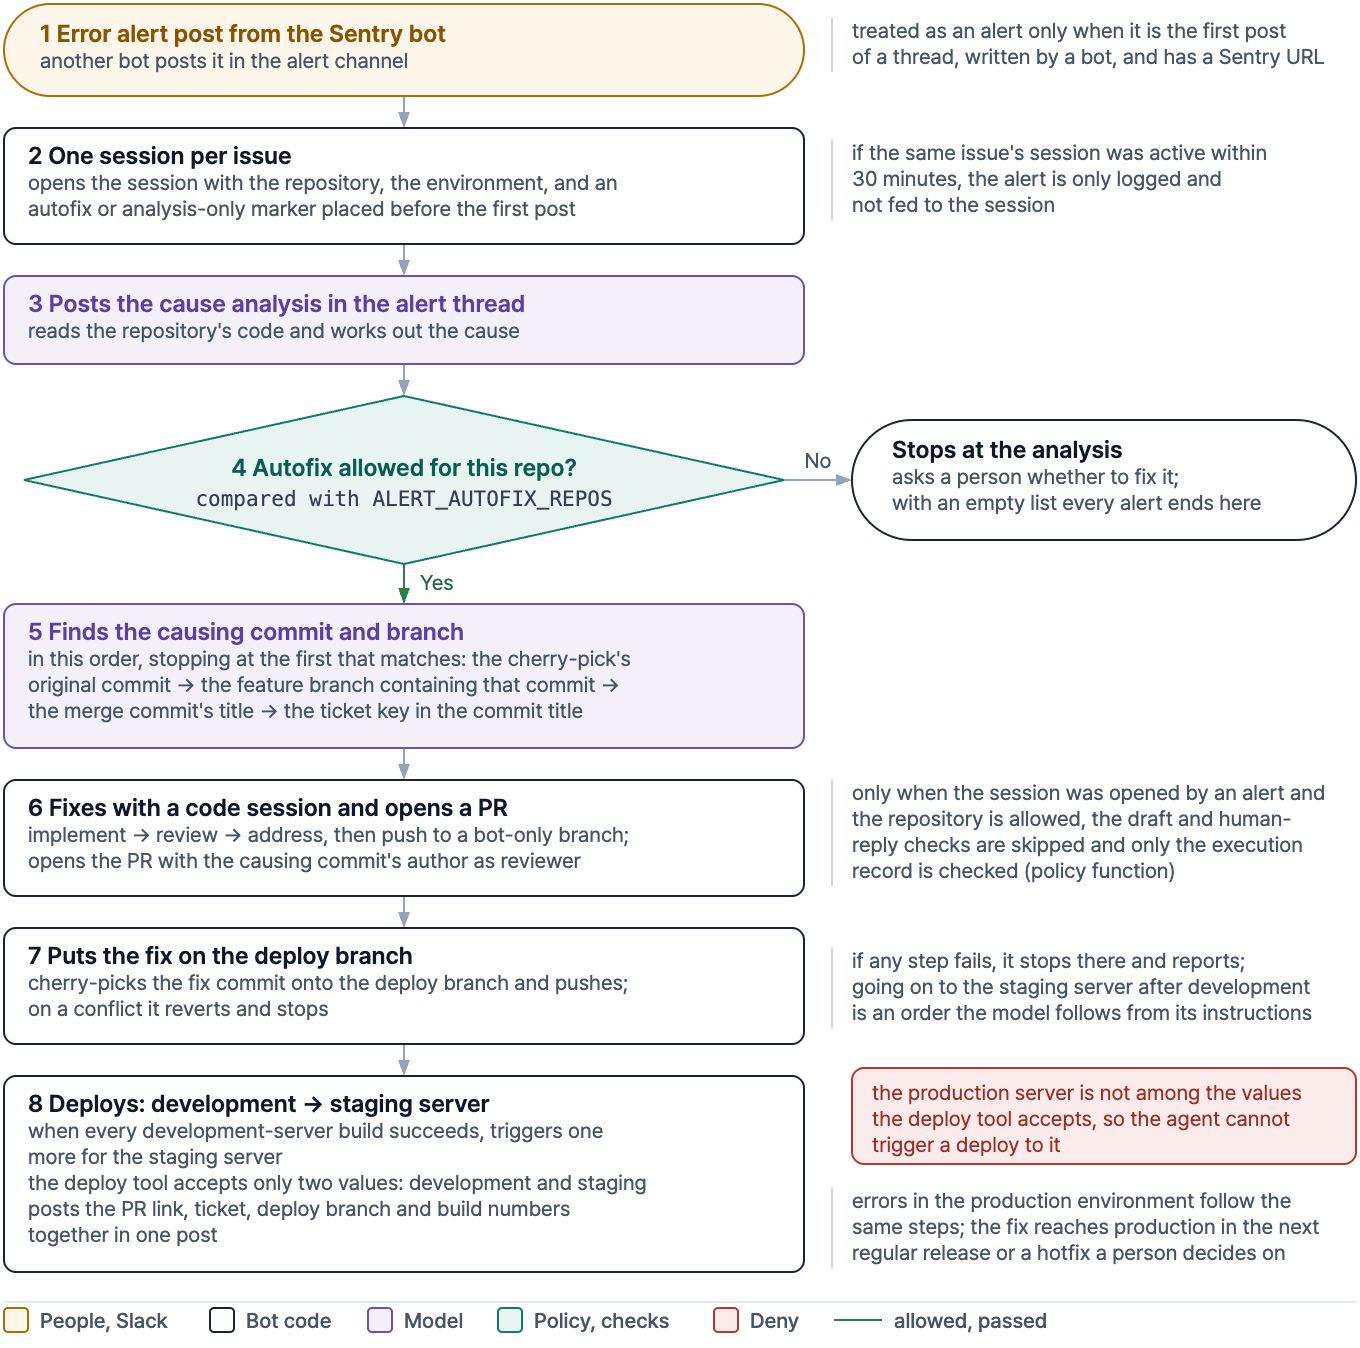 1 Error alert post from the Sentry bot
another bot posts it in the alert channel
treated as an alert only when it is the first post
of a thread, written by a bot, and has a Sentry URL
2 One session per issue
opens the session with the repository, the environment, and an
autofix or analysis-only marker placed before the first post
if the same issue's session was active within
30 minutes, the alert is only logged and
not fed to the session
3 Posts the cause analysis in the alert thread
reads the repository's code and works out the cause
4 Autofix allowed for this repo?
compared with ALERT_AUTOFIX_REPOS
No
Stops at the analysis
asks a person whether to fix it;
with an empty list every alert ends here
Yes
5 Finds the causing commit and branch
in this order, stopping at the first that matches: the cherry-pick's
original commit → the feature branch containing that commit →
the merge commit's title → the ticket key in the commit title
6 Fixes with a code session and opens a PR
implement → review → address, then push to a bot-only branch;
opens the PR with the causing commit's author as reviewer
only when the session was opened by an alert and
the repository is allowed, the draft and human-
reply checks are skipped and only the execution
record is checked (policy function)
7 Puts the fix on the deploy branch
cherry-picks the fix commit onto the deploy branch and pushes;
on a conflict it reverts and stops
if any step fails, it stops there and reports;
going on to the staging server after development
is an order the model follows from its instructions
8 Deploys: development → staging server
when every development-server build succeeds, triggers one
more for the staging server
the deploy tool accepts only two values: development and staging
posts the PR link, ticket, deploy branch and build numbers
together in one post
the production server is not among the values
the deploy tool accepts, so the agent cannot
trigger a deploy to it
errors in the production environment follow the
same steps; the fix reaches production in the next
regular release or a hotfix a person decides on
People, Slack
Bot code
Model
Policy, checks
Deny
allowed, passed